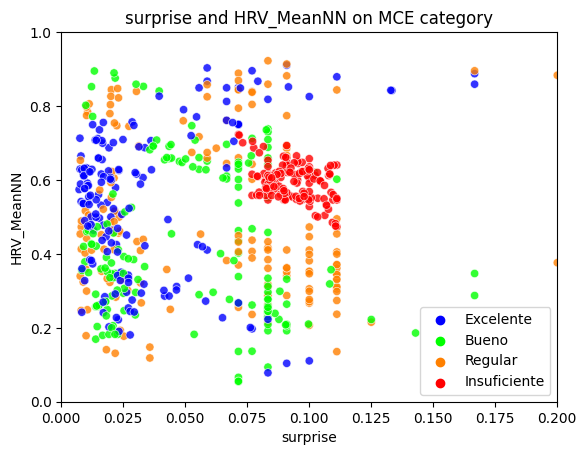 surprise and HRV_MeanNN on MCE category
1.0
0.8
0.6
0.4
0.2
0.0
HRV_MeanNN
0.000
0.025
0.050
0.075
0.100
0.125
0.150
0.175
0.200
surprise
Excelente
Bueno
Regular
Insuficiente